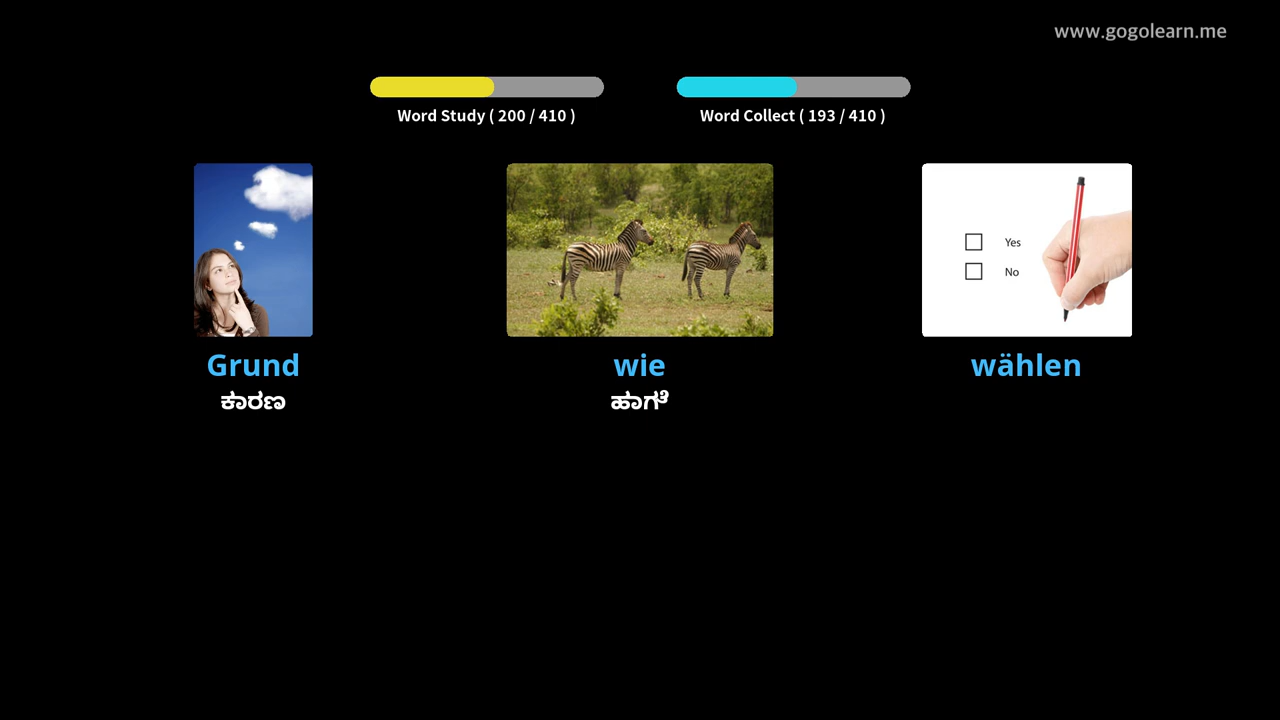 www.gogolearn.me
Word Study ( 200 / 410 )
Word Collect ( 193 / 410 )
Yes
No
Grund
wie
wählen
ಕಾರಣ
ಹಾಗೆ